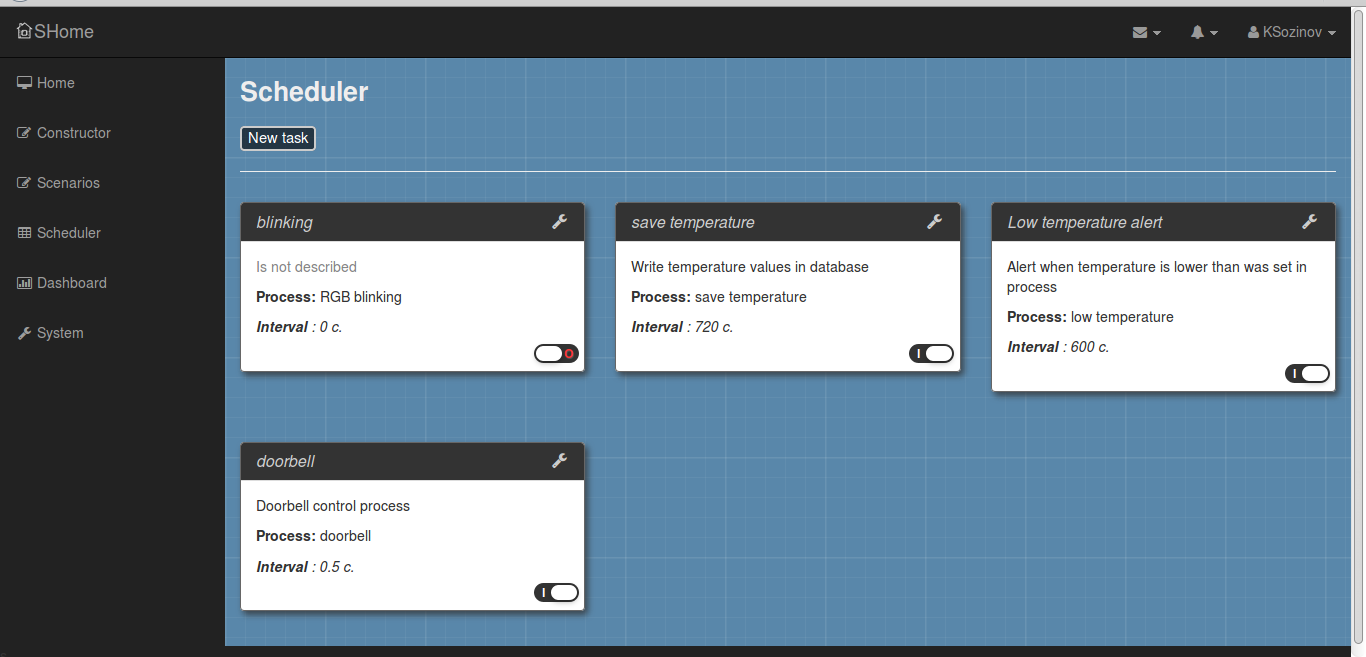 SHome
KSozinov
Home
Constructor
Scenarios
Scheduler
Dashboard
System
Scheduler
New task
blinking
Is not described
Process: RGB blinking
Interval : 0 c.
O
save temperature
Write temperature values in database
Process: save temperature
Interval : 720 c.
I
Low temperature alert
Alert when temperature is lower than was set in
process
Process: low temperature
Interval : 600 c.
I
doorbell
Doorbell control process
Process: doorbell
Interval : 0.5 c.
I